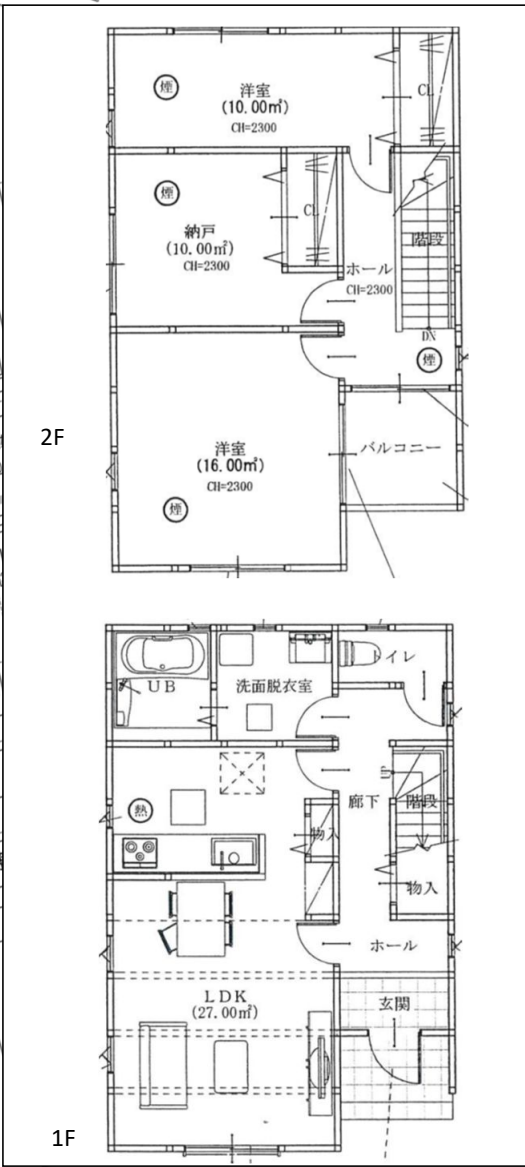 煙
洋室
(10.00㎡)
CH=2300
CL
煙
納戸
(10.00㎡)
CH=2300
CL
階段
ホール
CH=2300
DN
煙
2F
洋室
(16.00㎡)
CH=2300
バルコニー
煙
UB
洗面脱衣室
トイレ
UP
熱
物入
廊下
階段
物入
ホール
LDK
(27.00㎡)
玄関
1F